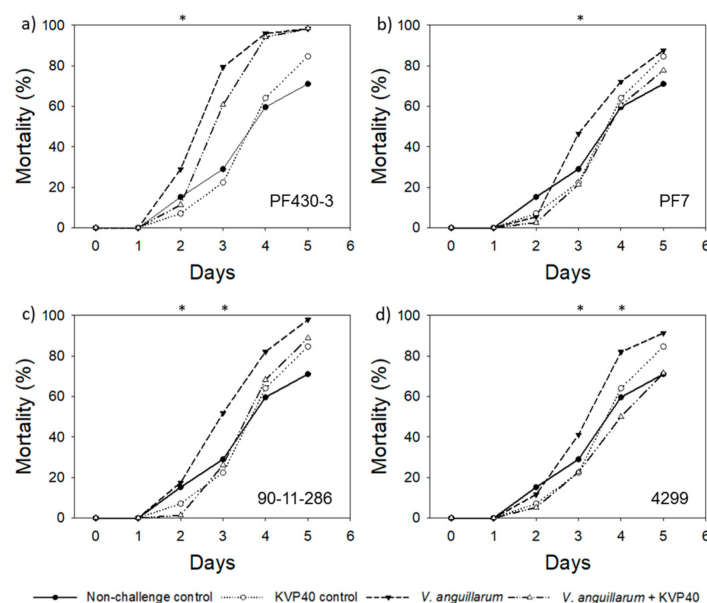 a)
*
100
80
60
40
20
0
Mortality (%)
PF430-3
0 1 2 3 4 5 6
Days
b)
*
100
80
60
40
20
0
Mortality (%)
PF7
0 1 2 3 4 5 6
Days
c)
* *
100
80
60
40
20
0
Mortality (%)
90-11-286
0 1 2 3 4 5 6
Days
d)
* *
100
80
60
40
20
0
Mortality (%)
4299
0 1 2 3 4 5 6
Days
Non-challenge control KVP40 control V. anguillarum V. anguillarum + KVP40